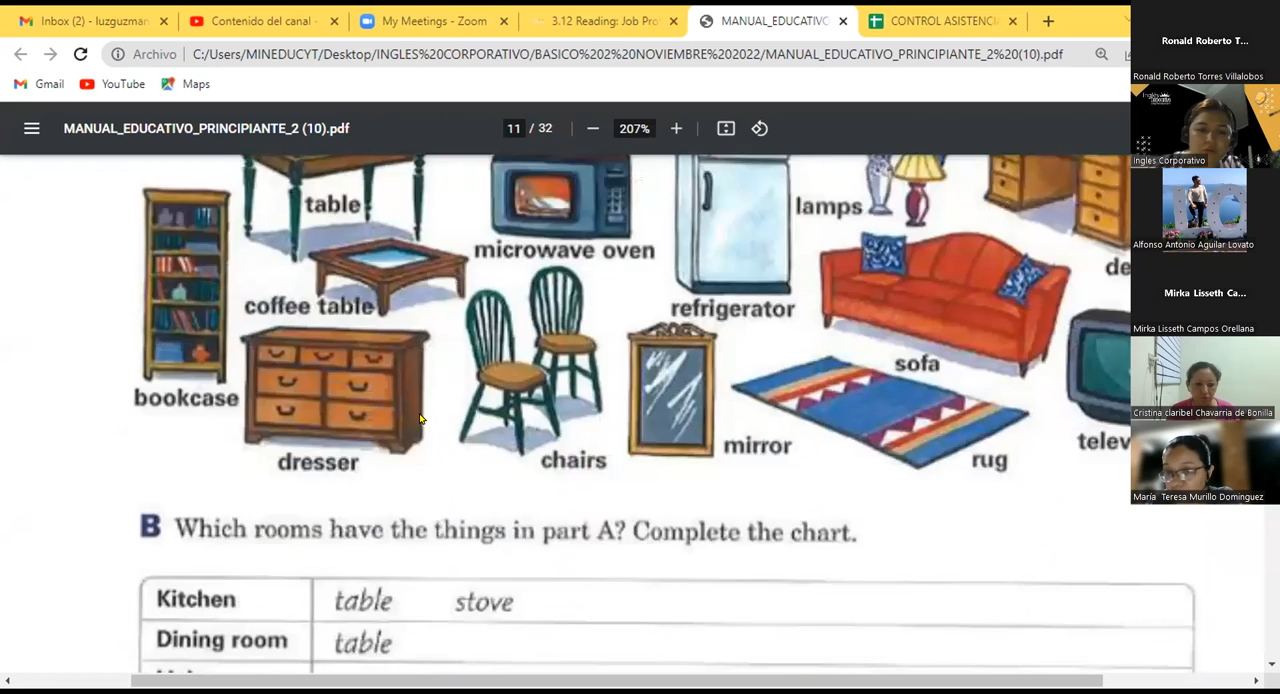 Inbox (2) - luzguzman
Contenido del canal -
My Meetings - Zoom
3.12 Reading: Job Pro
MANUAL_EDUCATIVO
CONTROL ASISTENCI
Archivo
C:/Users/MINEDUCYT/Desktop/INGLES%20CORPORATIVO/BASICO%202%20NOVIEMBRE%202022/MANUAL_EDUCATIVO_PRINCIPIANTE_2%20(10).pdf
Gmail
YouTube
Maps
MANUAL_EDUCATIVO_PRINCIPIANTE_2 (10).pdf
11 / 32
207%
Ronald Roberto T...
Ronald Roberto Torres Villalobos
Ingles Corporativo
Alfonso Antonio Aguilar Lovato
Mirka Lisseth Ca...
Mirka Lisseth Campos Orellana
Cristina claribel Chavarria de Bonilla
María Teresa Murillo Dominguez
table
lamps
microwave oven
de
coffee table
refrigerator
sofa
bookcase
dresser
chairs
mirror
rug
telev
B Which rooms have the things in part A? Complete the chart.
Kitchen table stove
Dining room table